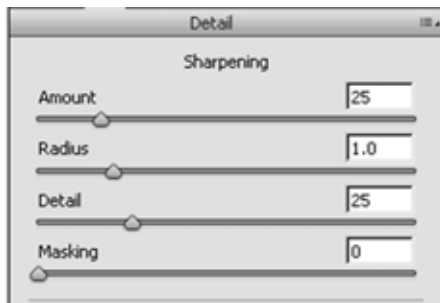 Detail
Sharpening
Amount 25
Radius 1.0
Detail 25
Masking 0